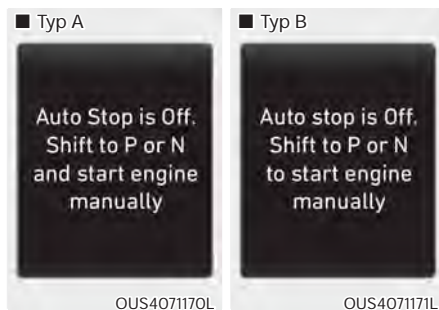 ■ Typ A
Auto Stop is Off.
Shift to P or N
and start engine
manually
OUS4071170L
■ Typ B
Auto stop is Off.
Shift to P or N
to start engine
manually
OUS4071171L